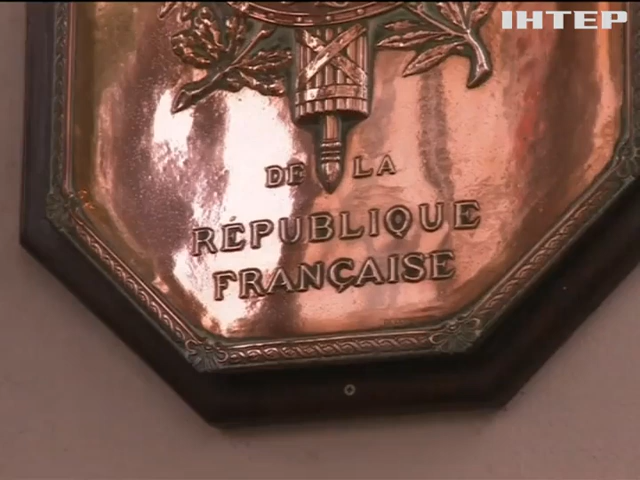 ІНТЕР
DE LA
RÉPUBLIQUE
FRANÇAISE